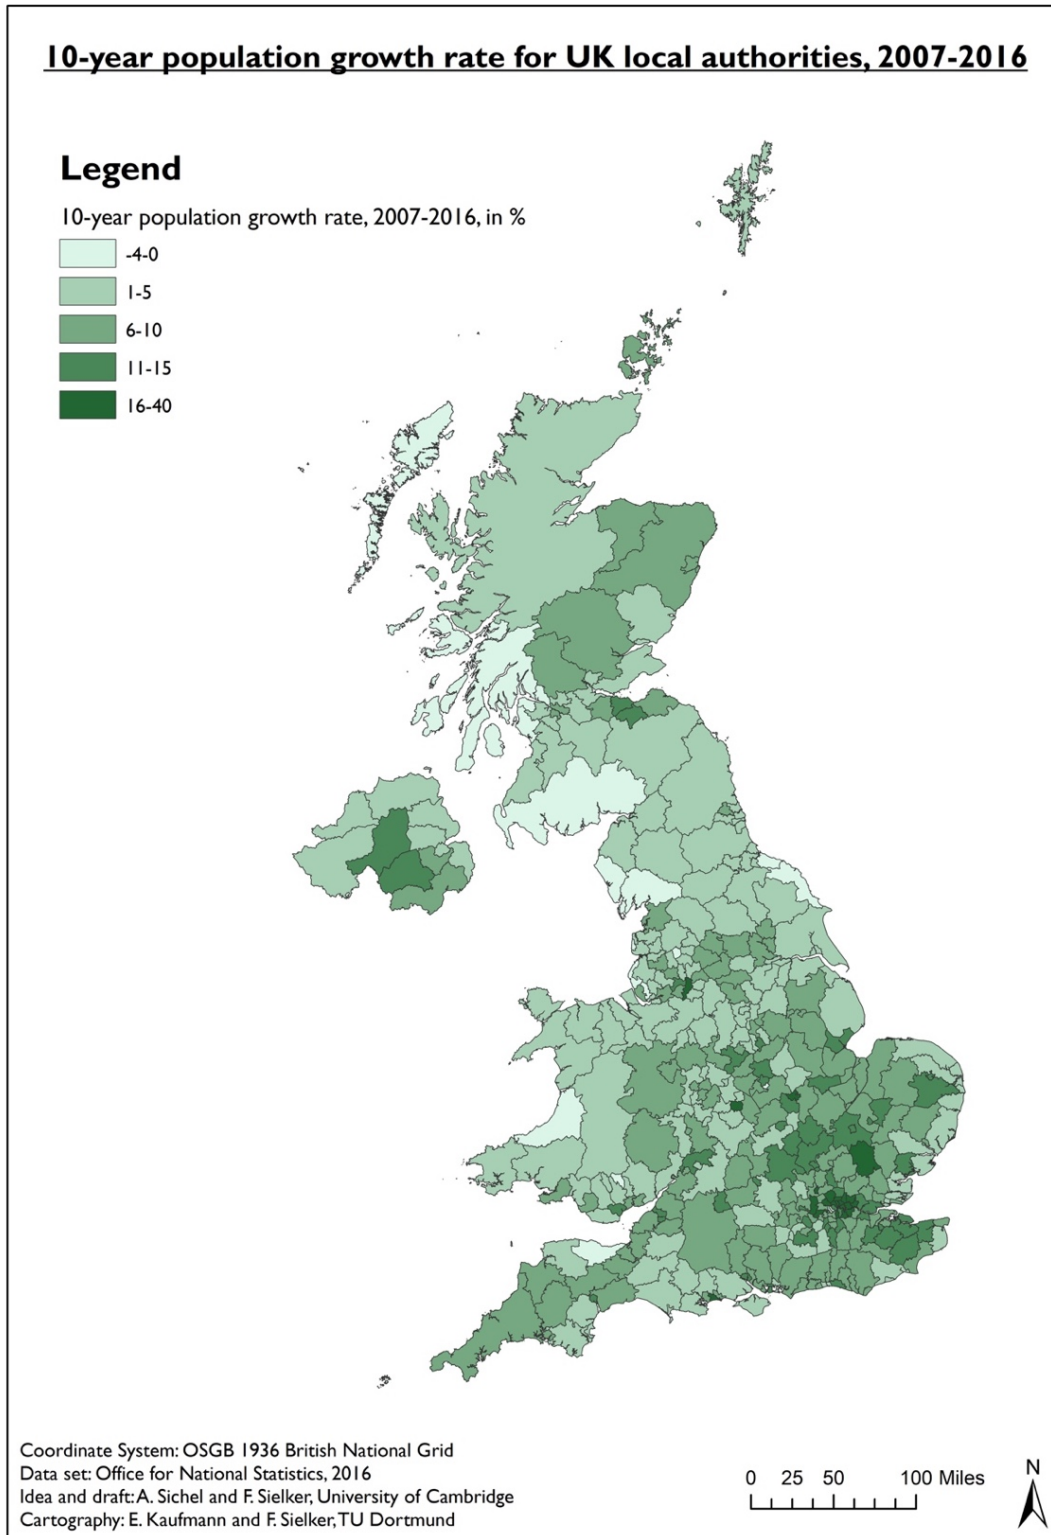 10-year population growth rate for UK local authorities, 2007-2016
Legend
10-year population growth rate, 2007-2016, in %
-4-0
1-5
6-10
11-15
16-40
Coordinate System: OSGB 1936 British National Grid
Data set: Office for National Statistics, 2016
Idea and draft: A. Sichel and F. Sielker, University of Cambridge
Cartography: E. Kaufmann and F. Sielker, TU Dortmund
0 25 50 100 Miles
N